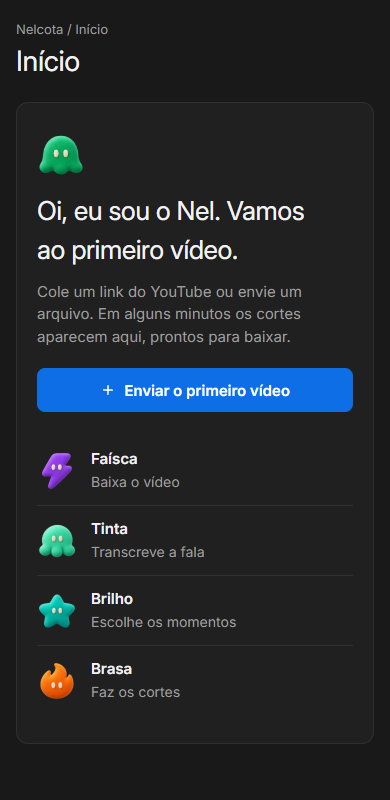 Nelcota / Início
Início
Oi, eu sou o Nel. Vamos
ao primeiro vídeo.
Cole um link do YouTube ou envie um
arquivo. Em alguns minutos os cortes
aparecem aqui, prontos para baixar.
+ Enviar o primeiro vídeo
Faísca
Baixa o vídeo
Tinta
Transcreve a fala
Brilho
Escolhe os momentos
Brasa
Faz os cortes